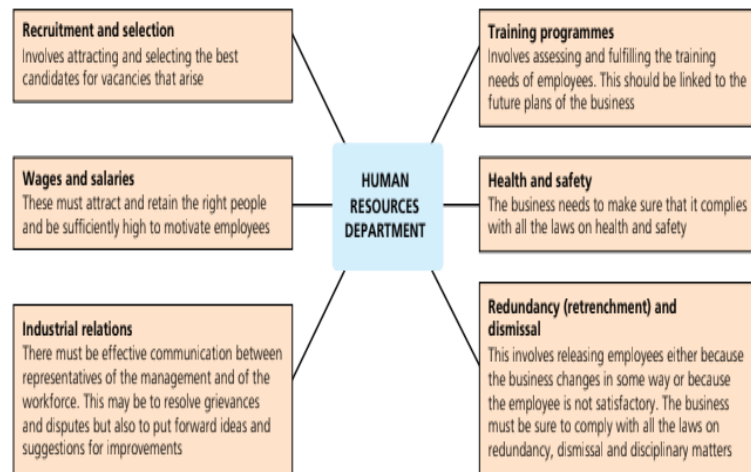 Recruitment and selection
Involves attracting and selecting the best
candidates for vacancies that arise
Wages and salaries
These must attract and retain the right people
and be sufficiently high to motivate employees
Industrial relations
There must be effective communication between
representatives of the management and of the
workforce. This may be to resolve grievances
and disputes but also to put forward ideas and
suggestions for improvements
HUMAN
RESOURCES
DEPARTMENT
Training programmes
Involves assessing and fulfilling the training
needs of employees. This should be linked to the
future plans of the business
Health and safety
The business needs to make sure that it complies
with all the laws on health and safety
Redundancy (retrenchment) and
dismissal
This involves releasing employees either because
the business changes in some way or because
the employee is not satisfactory. The business
must be sure to comply with all the laws on
redundancy, dismissal and disciplinary matters